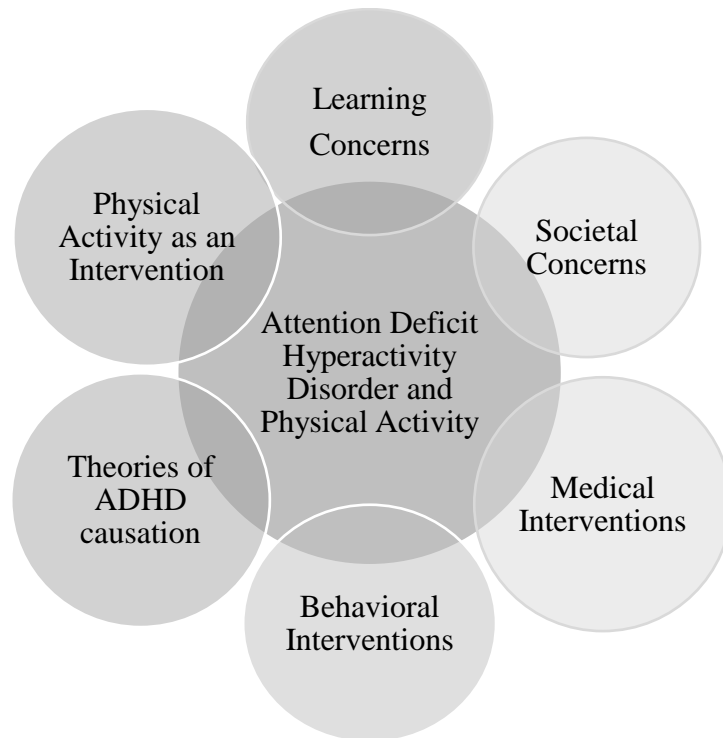 Learning
Concerns
Physical
Activity as an
Intervention
Societal
Concerns
Attention Deficit
Hyperactivity
Disorder and
Physical Activity
Theories of
ADHD
causation
Medical
Interventions
Behavioral
Interventions